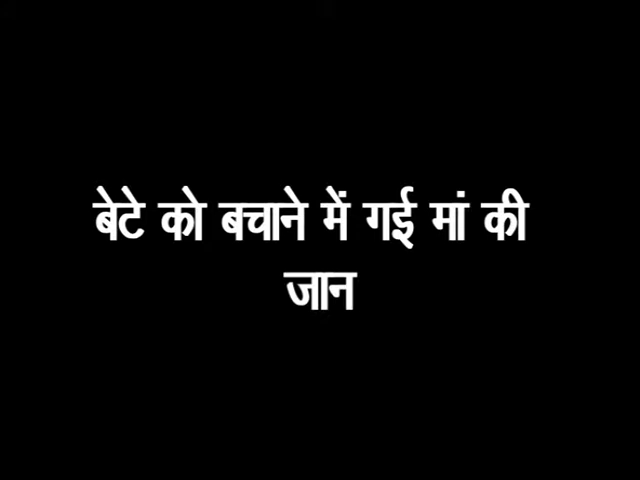 बेटे को बचाने में गई मां की
जान